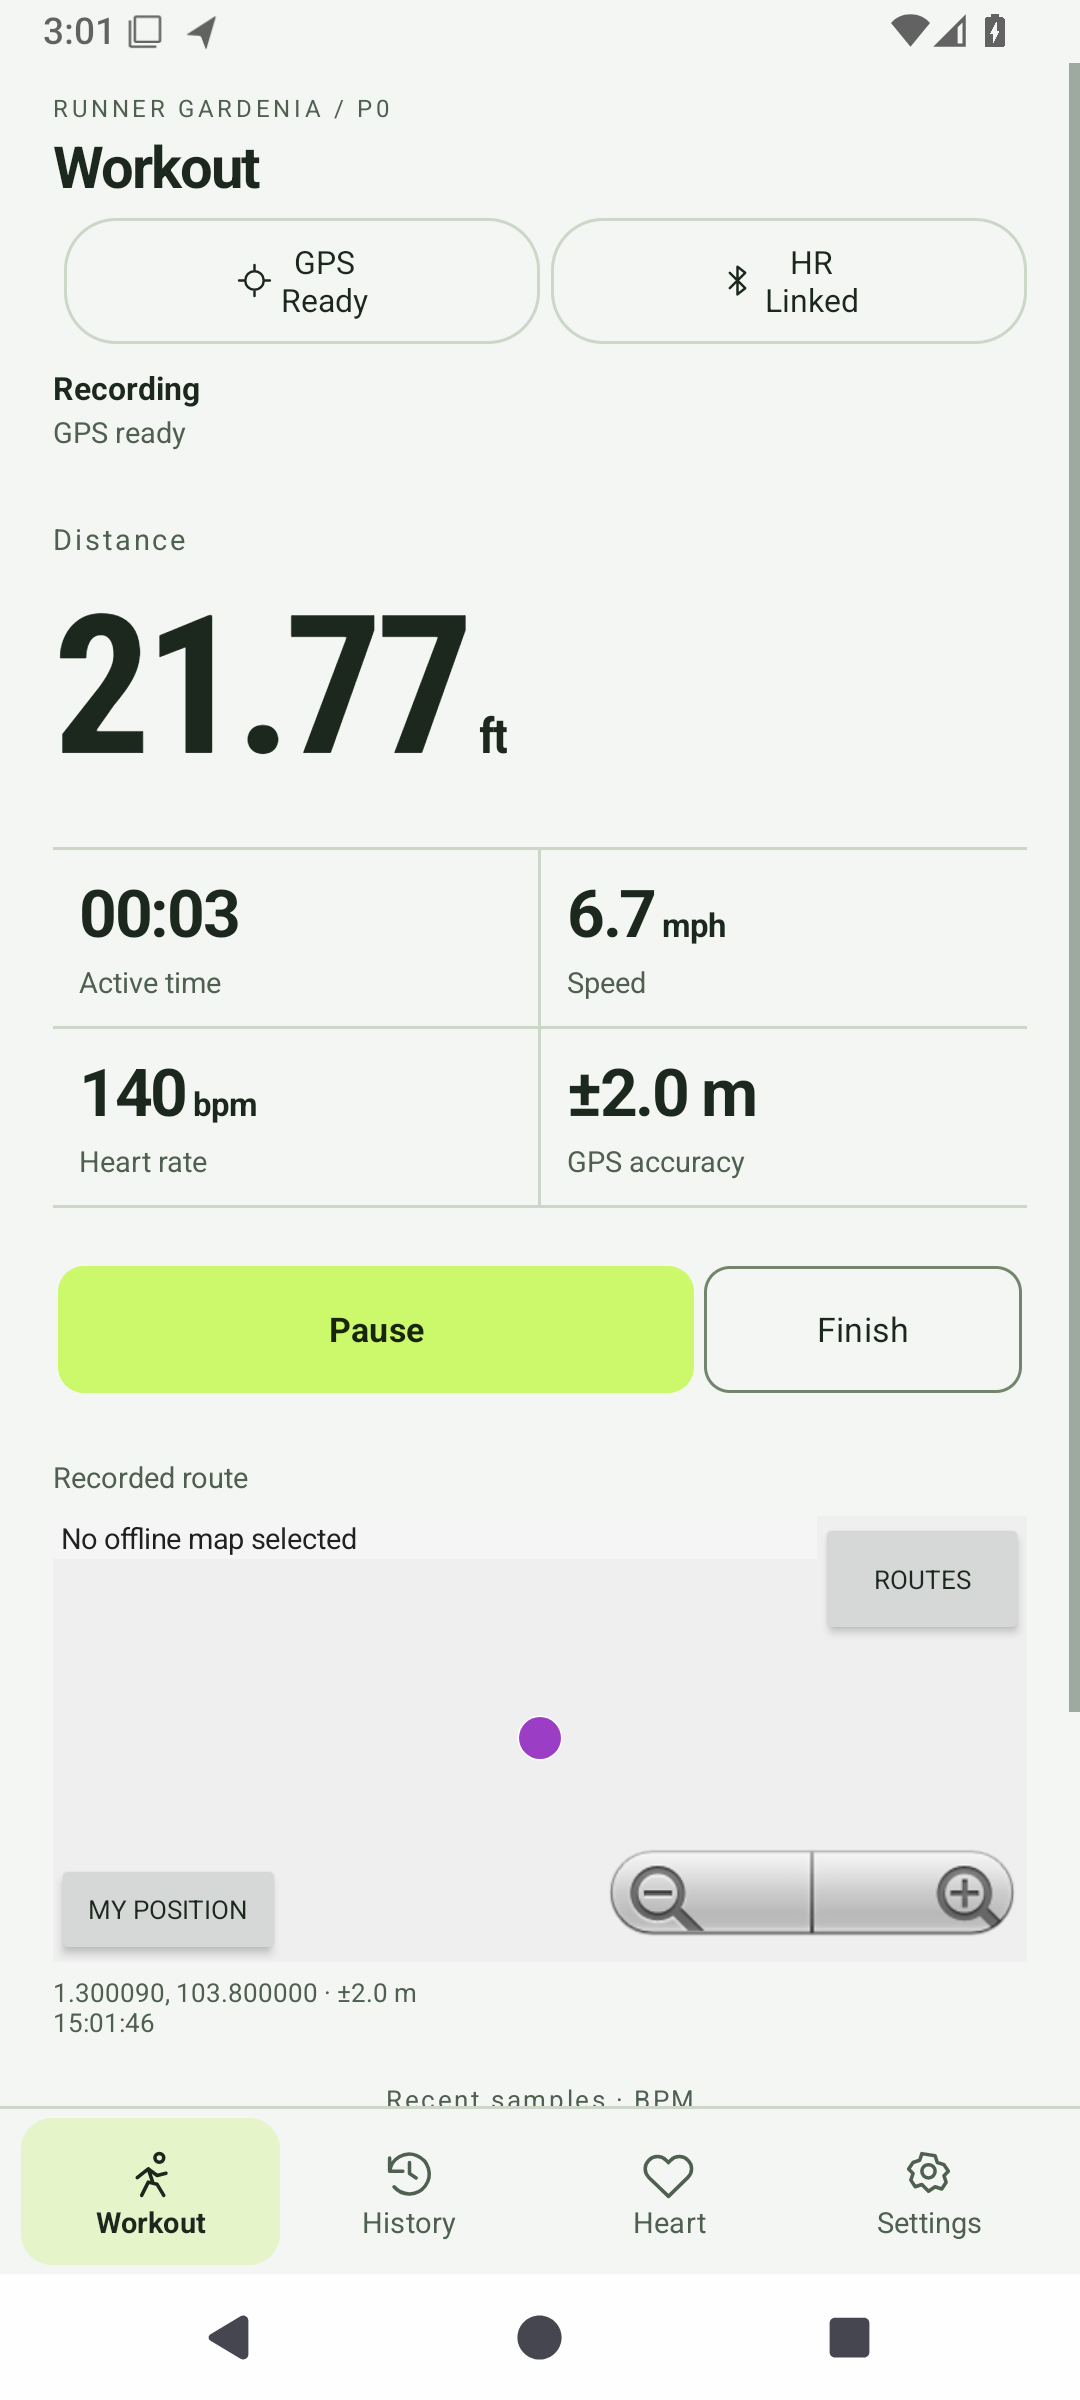 3:01
RUNNER GARDENIA / P0
Workout
GPS
Ready
HR
Linked
Recording
GPS ready
Distance
21.77 ft
00:03
Active time
6.7 mph
Speed
140 bpm
Heart rate
±2.0 m
GPS accuracy
Pause
Finish
Recorded route
No offline map selected
ROUTES
MY POSITION
1.300090, 103.800000 · ±2.0 m
15:01:46
Recent samples · BPM
Workout
History
Heart
Settings